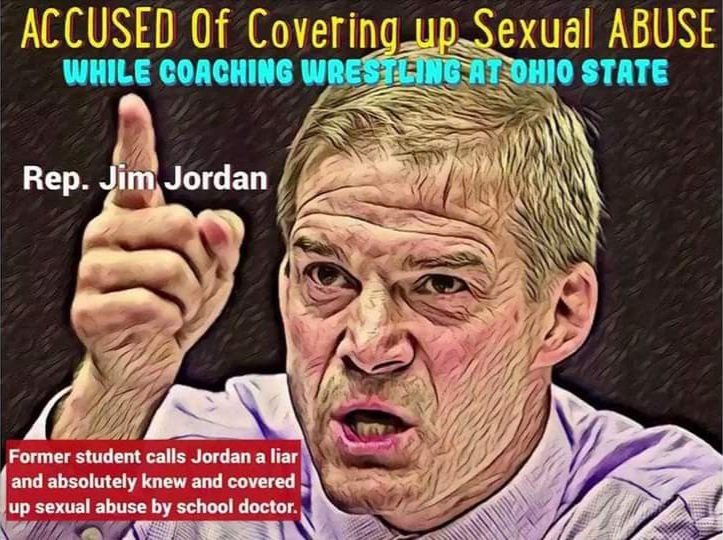 ACCUSED Of Covering up Sexual ABUSE
WHILE COACHING WRESTLING AT OHIO STATE
Rep. Jim Jordan
Former student calls Jordan a liar
and absolutely knew and covered
up sexual abuse by school doctor.